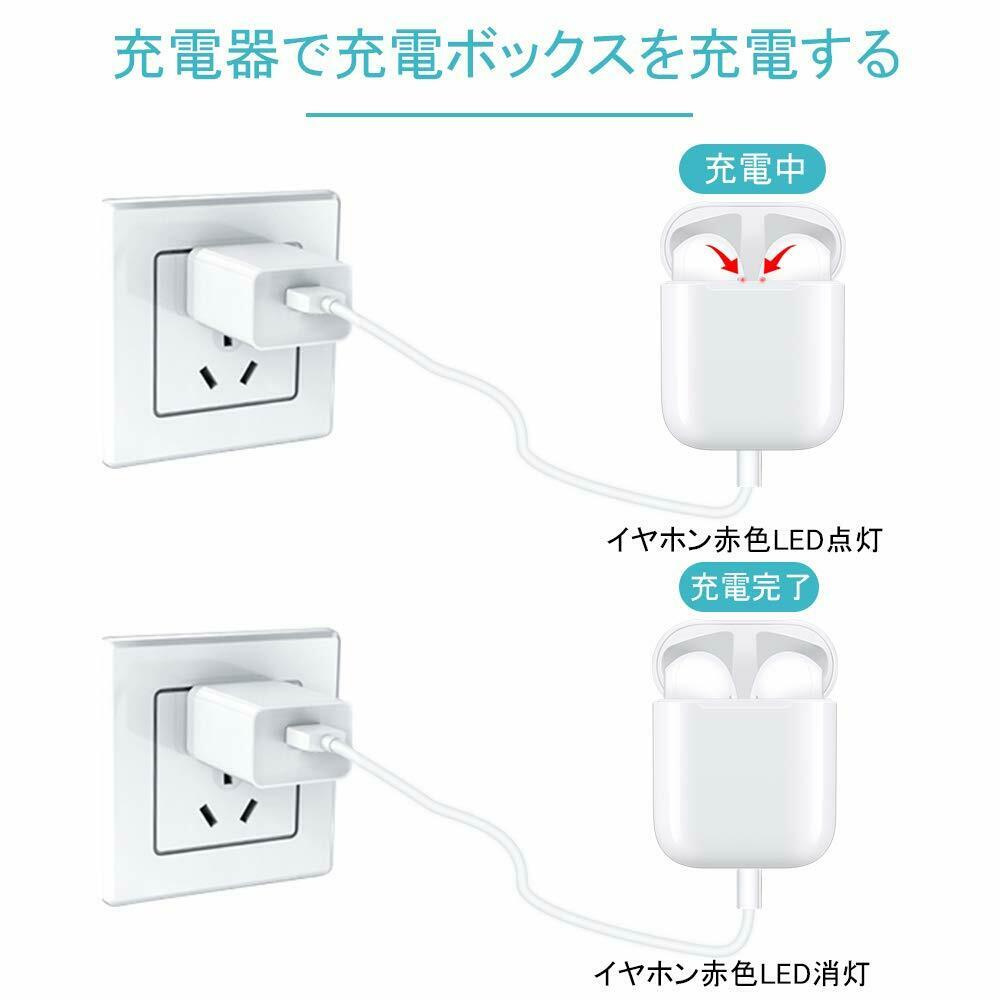 充電器で充電ボックスを充電する
充電中
イヤホン赤色LED点灯
充電完了
イヤホン赤色LED消灯